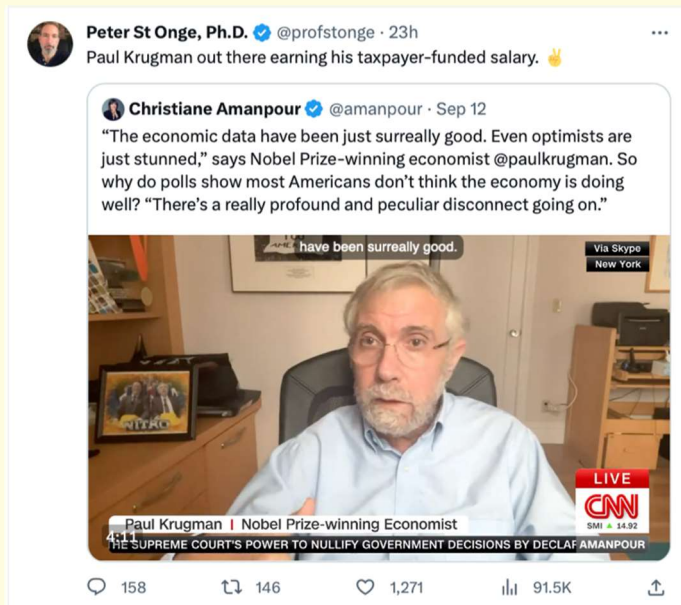 Peter St Onge, Ph.D. @profstonge · 23h
Paul Krugman out there earning his taxpayer-funded salary. ✌️
Christiane Amanpour @amanpour · Sep 12
“The economic data have been just surreally good. Even optimists are
just stunned,” says Nobel Prize-winning economist @paulkrugman. So
why do polls show most Americans don’t think the economy is doing
well? “There’s a really profound and peculiar disconnect going on.”
have been surreally good.
Via Skype
New York
NITRO
LIVE
CNN
SMI ▲ 14.92
Paul Krugman | Nobel Prize-winning Economist
4:11
HE SUPREME COURT'S POWER TO NULLIFY GOVERNMENT DECISIONS BY DECLAR AMANPOUR
158 146 1,271 91.5K